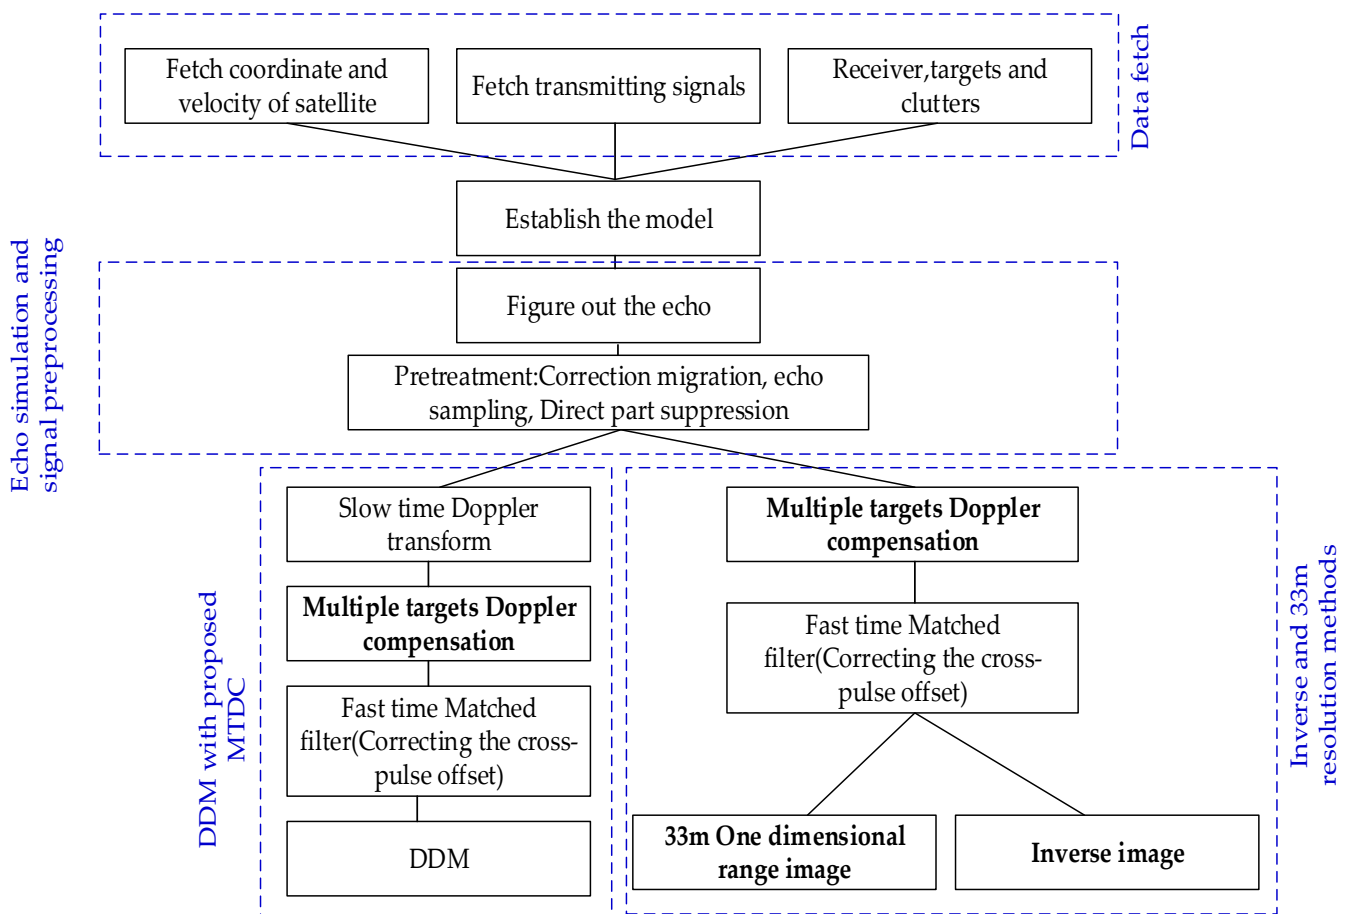 Fetch coordinate and
velocity of satellite
Fetch transmitting signals
Receiver,targets and
clutters
Data fetch
Establish the model
Echo simulation and
signal preprocessing
Figure out the echo
Pretreatment:Correction migration, echo
sampling, Direct part suppression
DDM with proposed
MTDC
Slow time Doppler
transform
Multiple targets Doppler
compensation
Fast time Matched
filter(Correcting the cross-
pulse offset)
DDM
Multiple targets Doppler
compensation
Fast time Matched
filter(Correcting the cross-
pulse offset)
33m One dimensional
range image
Inverse image
Inverse and 33m
resolution methods